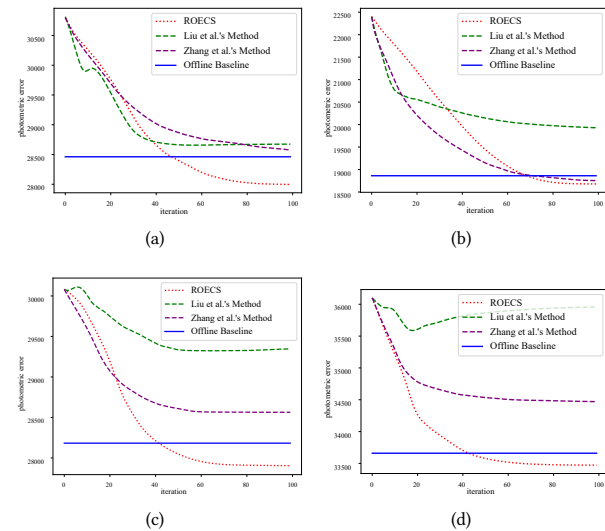 30500
30000
29500
29000
28500
28000
photometric error
ROECS
Liu et al.'s Method
Zhang et al.'s Method
Offline Baseline
0 20 40 60 80 100
iteration
(a)
22500
22000
21500
21000
20500
20000
19500
19000
18500
photometric error
ROECS
Liu et al.'s Method
Zhang et al.'s Method
Offline Baseline
0 20 40 60 80 100
iteration
(b)
30000
29500
29000
28500
28000
photometric error
ROECS
Liu et al.'s Method
Zhang et al.'s Method
Offline Baseline
0 20 40 60 80 100
iteration
(c)
36000
35500
35000
34500
34000
33500
photometric error
ROECS
Liu et al.'s Method
Zhang et al.'s Method
Offline Baseline
0 20 40 60 80 100
iteration
(d)